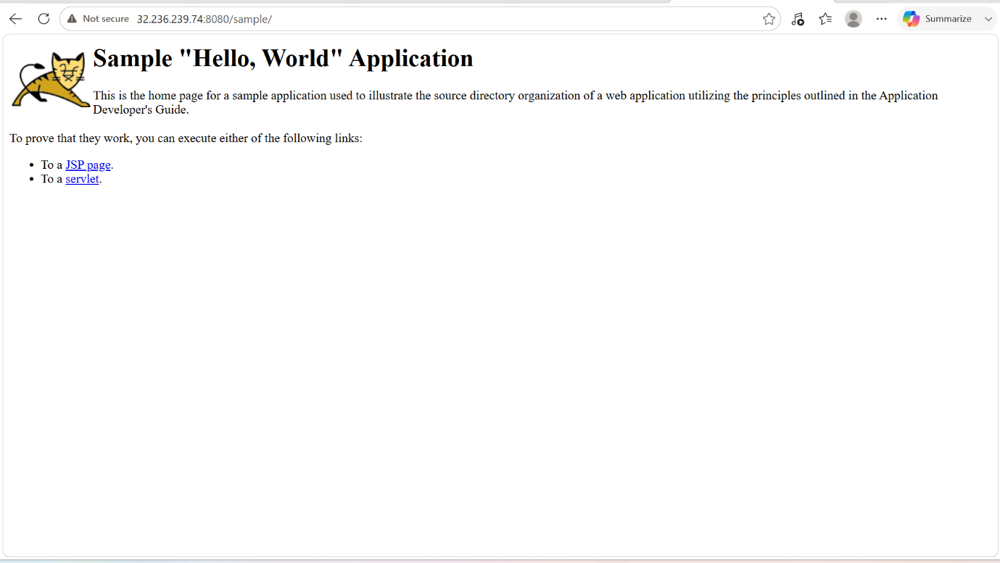 Not secure 32.236.239.74:8080/sample/ Summarize
Sample "Hello, World" Application
This is the home page for a sample application used to illustrate the source directory organization of a web application utilizing the principles outlined in the Application
Developer's Guide.
To prove that they work, you can execute either of the following links:
• To a JSP page.
• To a servlet.